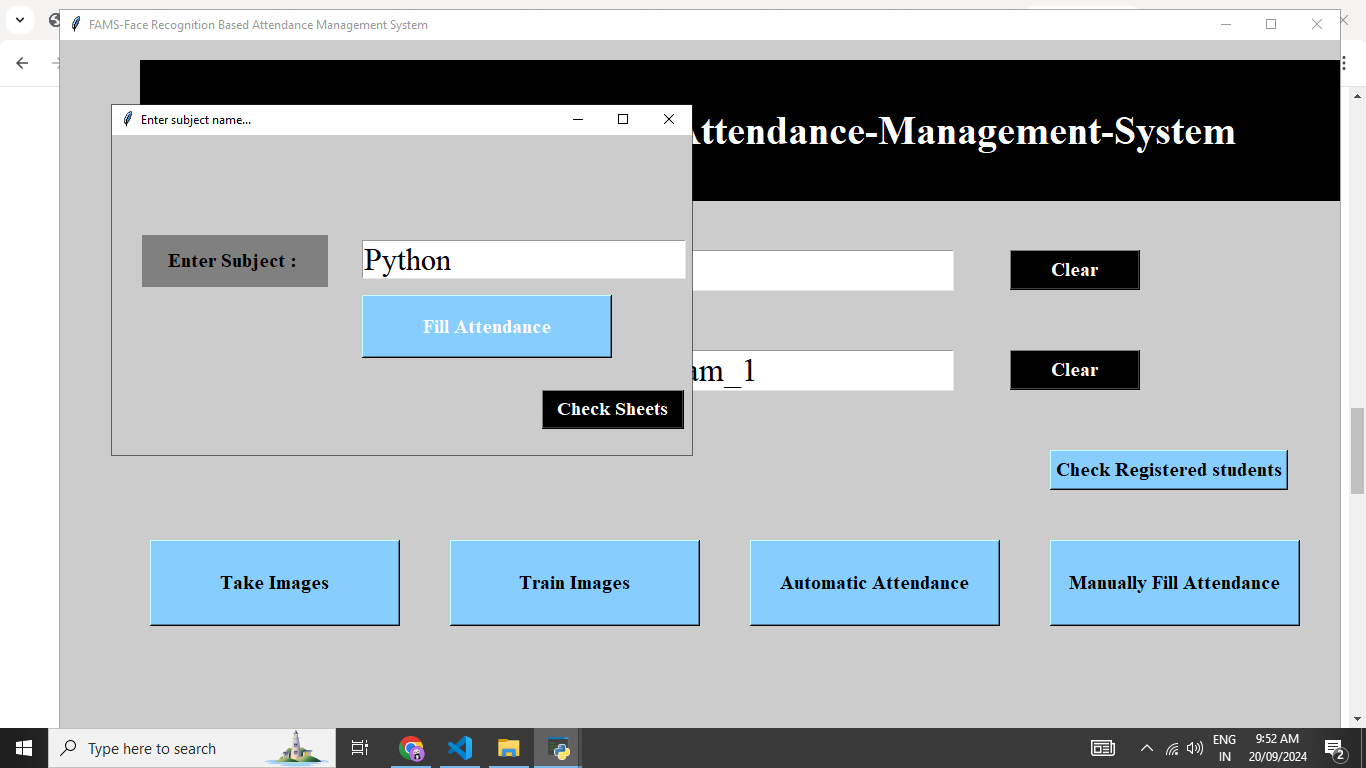 FAMS-Face Recognition Based Attendance Management System
Enter subject name...
Attendance-Management-System
Enter Subject :
Python
Clear
Fill Attendance
am_1
Clear
Check Sheets
Check Registered students
Take Images
Train Images
Automatic Attendance
Manually Fill Attendance
Type here to search
ENG
IN
9:52 AM
20/09/2024
2